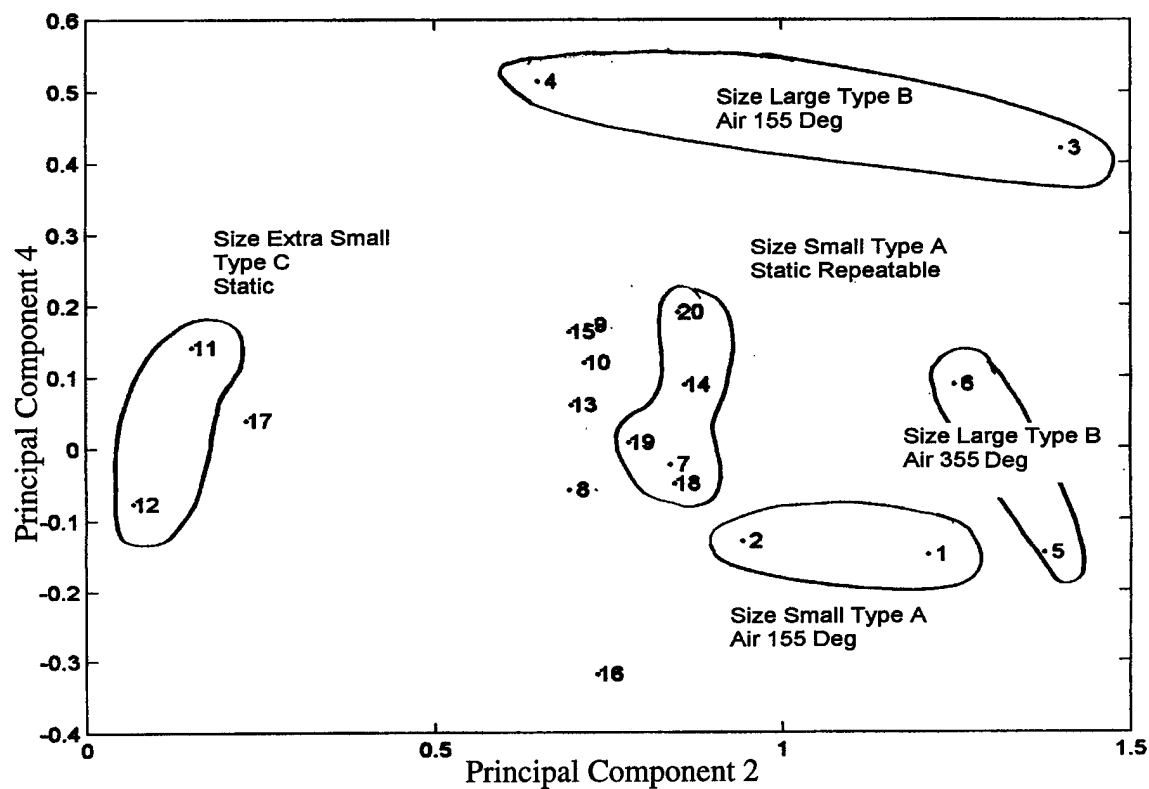 0.6
0.5
0.4
0.3
0.2
0.1
0
-0.1
-0.2
-0.3
-0.4
Principal Component 4
4
Size Large Type B
Air 155 Deg
3
Size Extra Small
Type C
Static
Size Small Type A
Static Repeatable
20
15
9
11
10
6
14
13
17
19
Size Large Type B
Air 355 Deg
7
18
8
12
2
1
5
Size Small Type A
Air 155 Deg
16
0
0.5
1
1.5
Principal Component 2